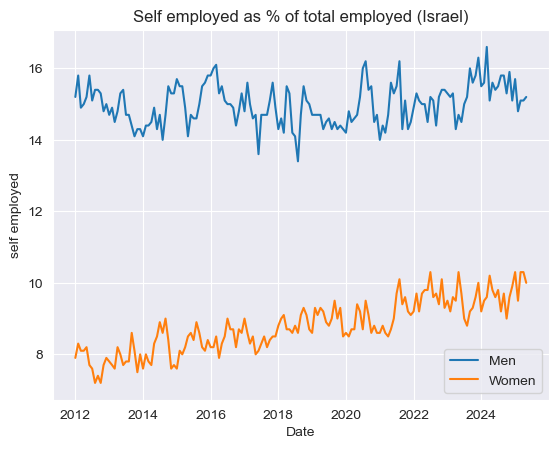 Self employed as % of total employed (Israel)
self employed
16
14
12
10
8
2012 2014 2016 2018 2020 2022 2024
Date
Men
Women